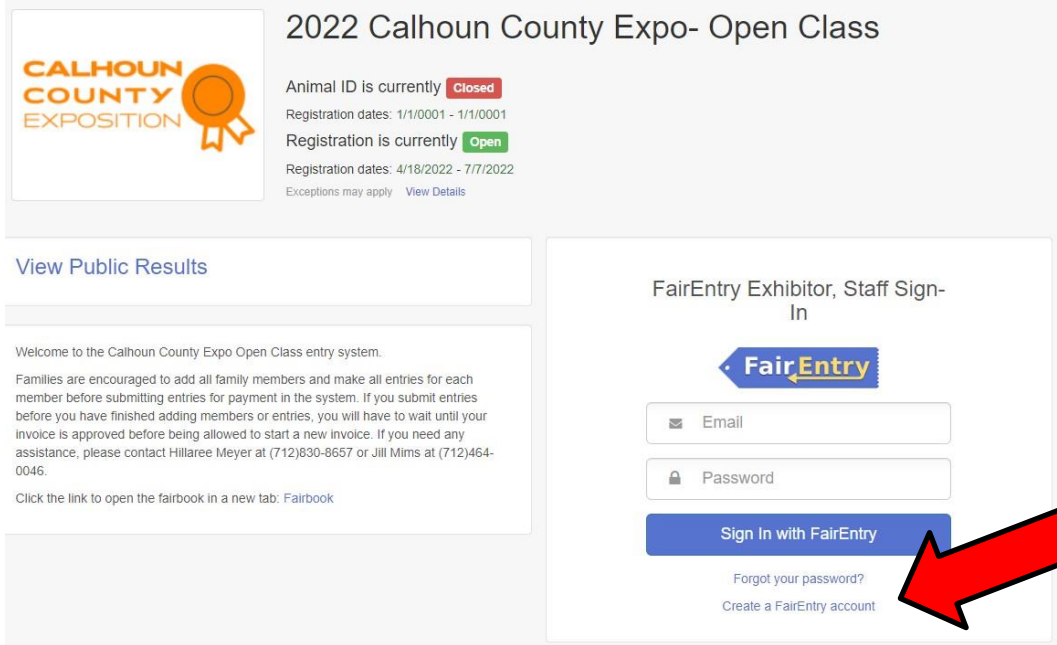 CALHOUN
COUNTY
EXPOSITION
2022 Calhoun County Expo- Open Class
Animal ID is currently Closed
Registration dates: 1/1/0001 - 1/1/0001
Registration is currently Open
Registration dates: 4/18/2022 - 7/7/2022
Exceptions may apply View Details
View Public Results
Welcome to the Calhoun County Expo Open Class entry system.
Families are encouraged to add all family members and make all entries for each
member before submitting entries for payment in the system. If you submit entries
before you have finished adding members or entries, you will have to wait until your
invoice is approved before being allowed to start a new invoice. If you need any
assistance, please contact Hillaree Meyer at (712)830-8657 or Jill Mims at (712)464-
0046.
Click the link to open the fairbook in a new tab: Fairbook
FairEntry Exhibitor, Staff Sign-
In
FairEntry
Email
Password
Sign In with FairEntry
Forgot your password?
Create a FairEntry account